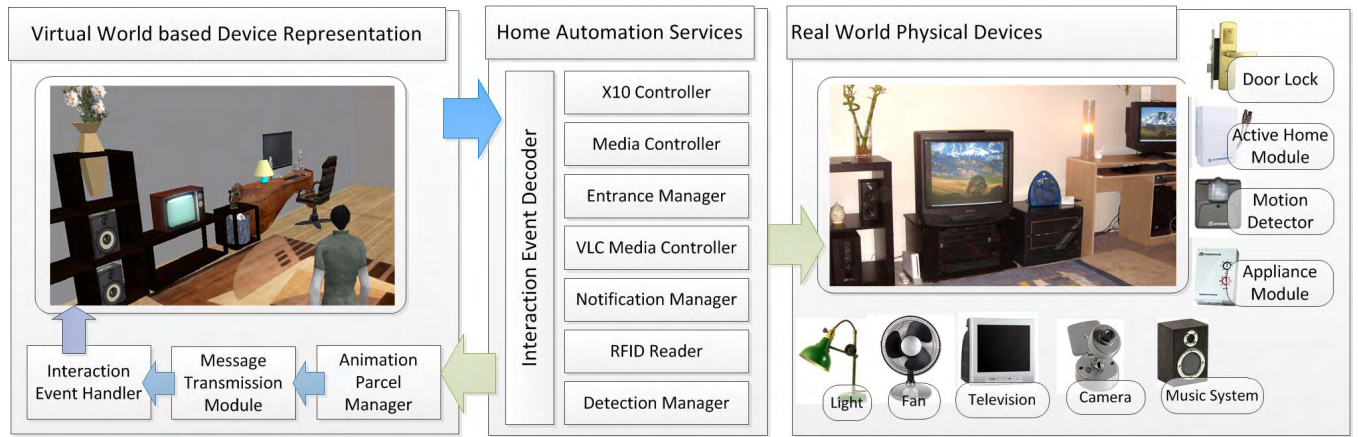 Virtual World based Device Representation
Interaction
Event Handler
Message
Transmission
Module
Animation
Parcel
Manager
Home Automation Services
Interaction Event Decoder
X10 Controller
Media Controller
Entrance Manager
VLC Media Controller
Notification Manager
RFID Reader
Detection Manager
Real World Physical Devices
Door Lock
Active Home
Module
Motion
Detector
Appliance
Module
Light
Fan
Television
Camera
Music System